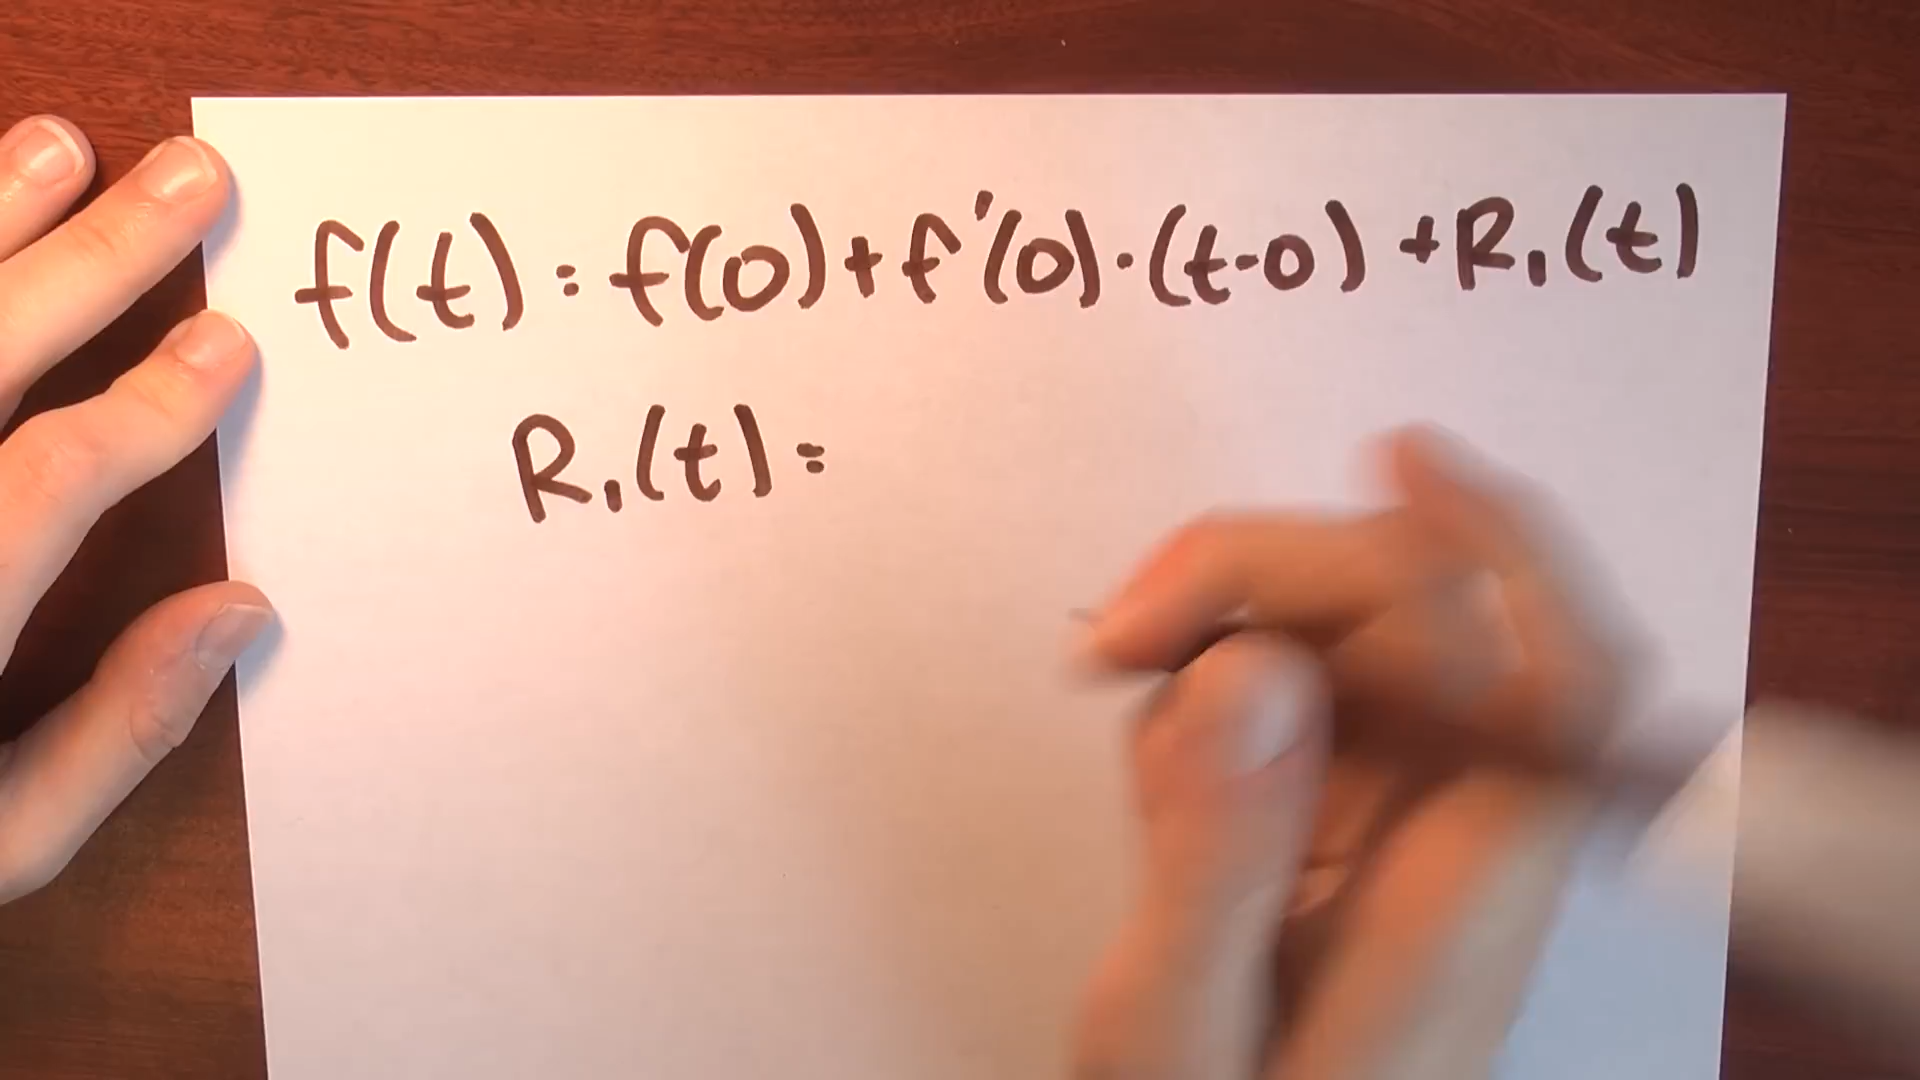 f(t) = f(0) + f'(0)·(t-0) + R₁(t)
R₁(t) =